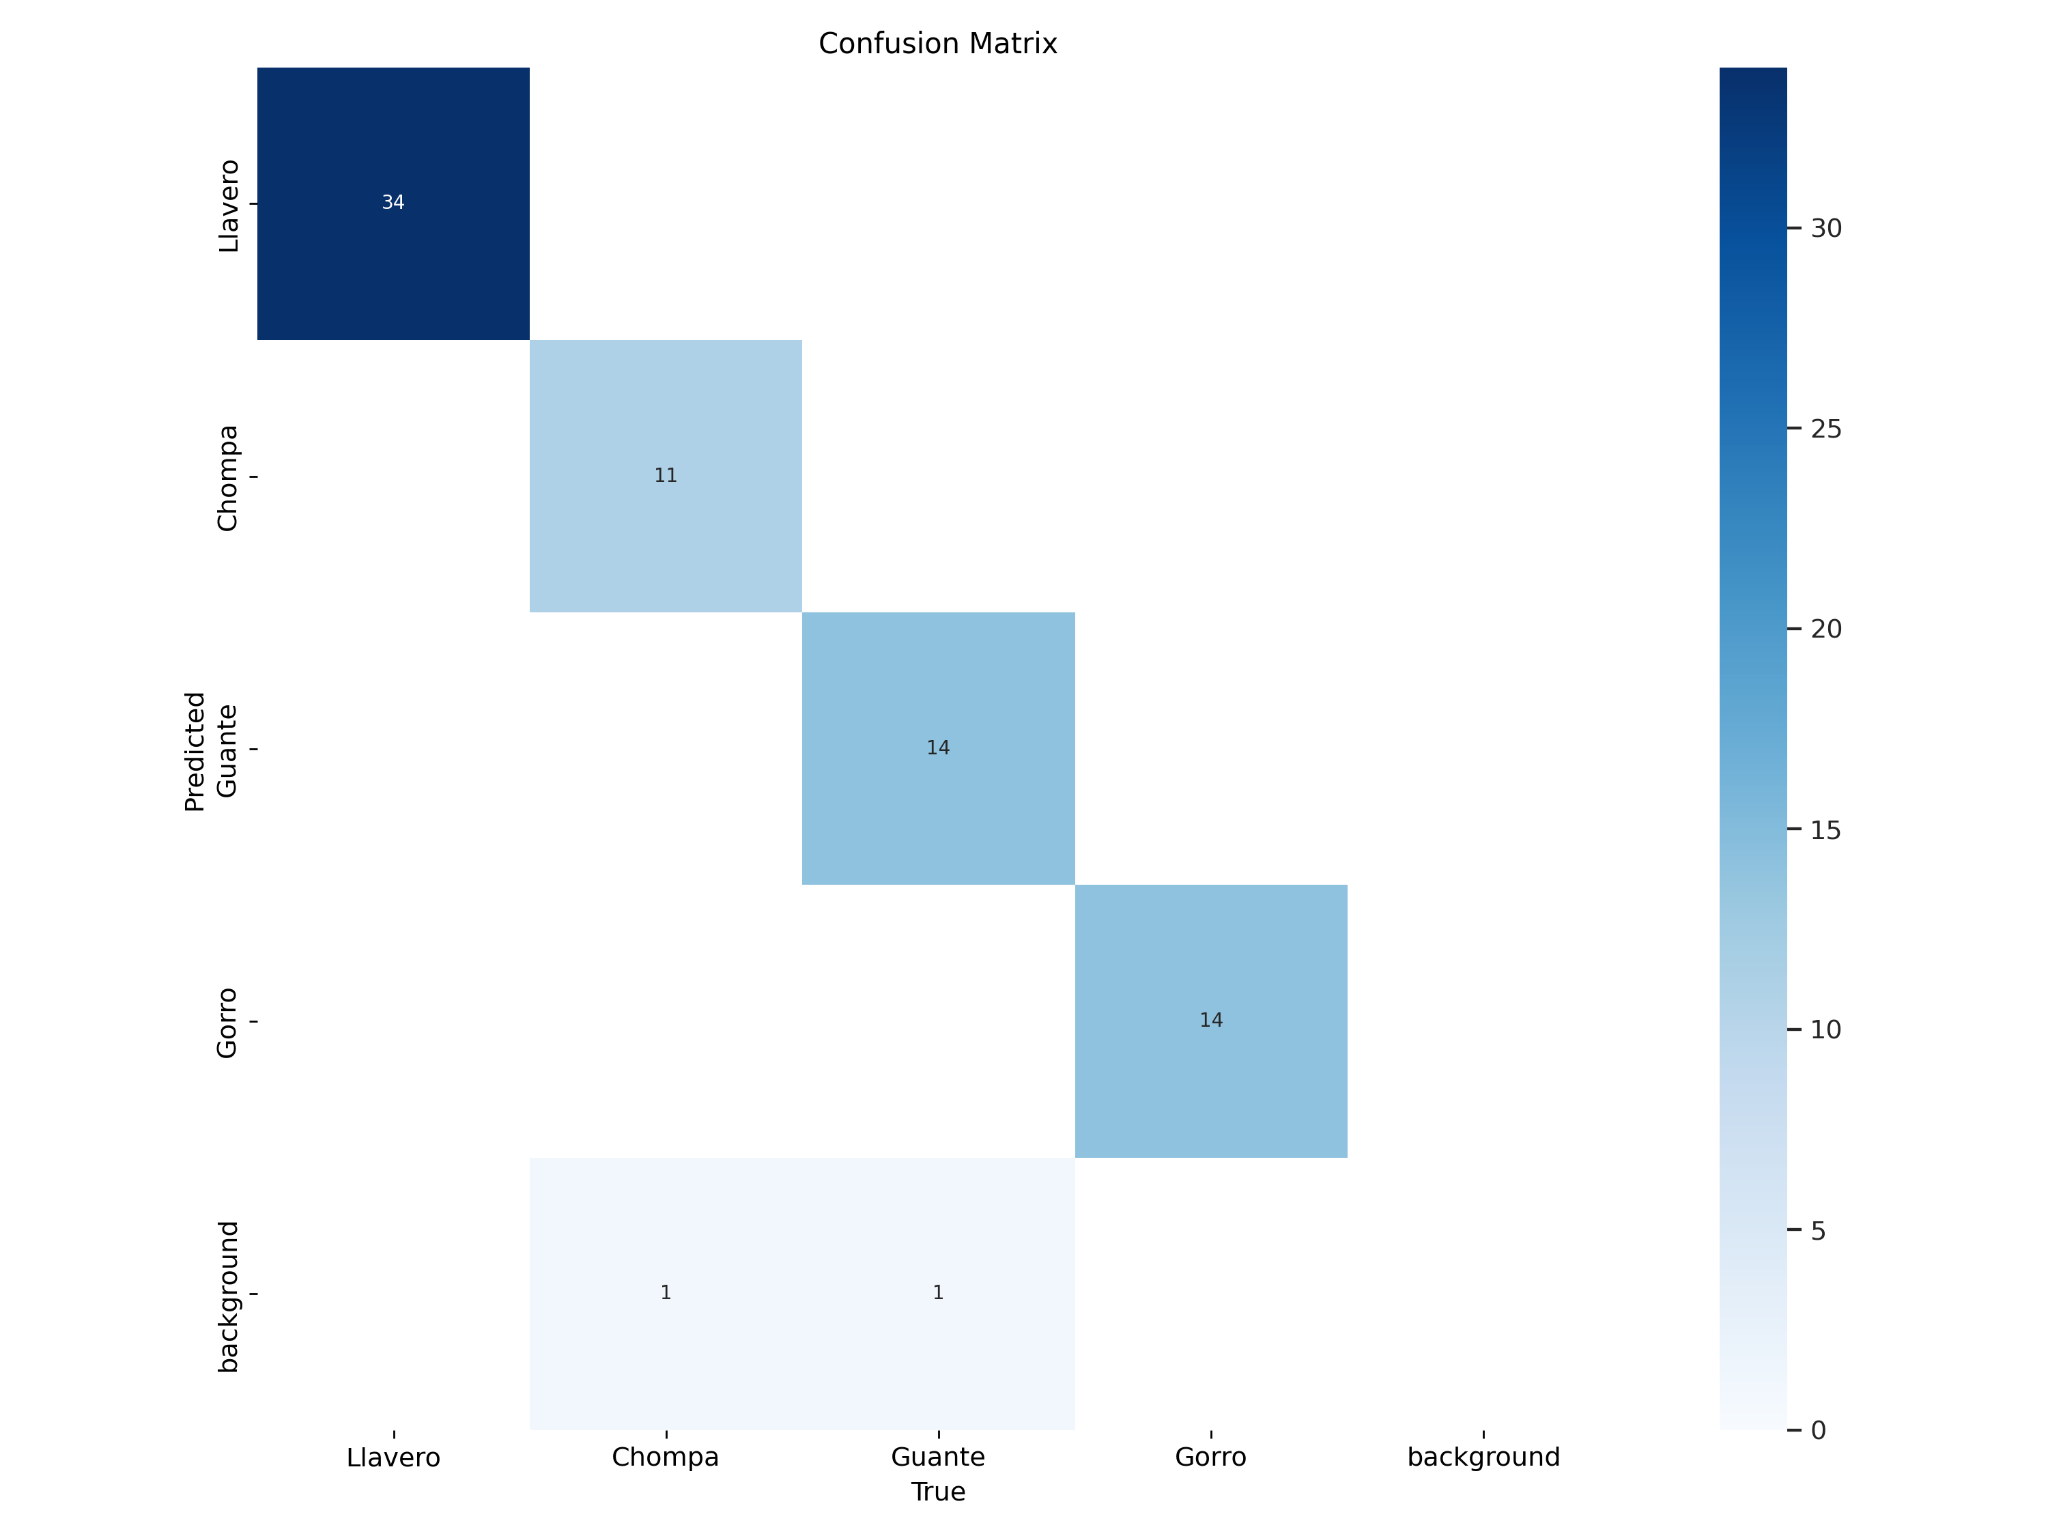 Confusion Matrix
Llavero
34
Chompa
11
Predicted
Guante
14
Gorro
14
background
1 1
Llavero Chompa Guante Gorro background
True
30
25
20
15
10
5
0